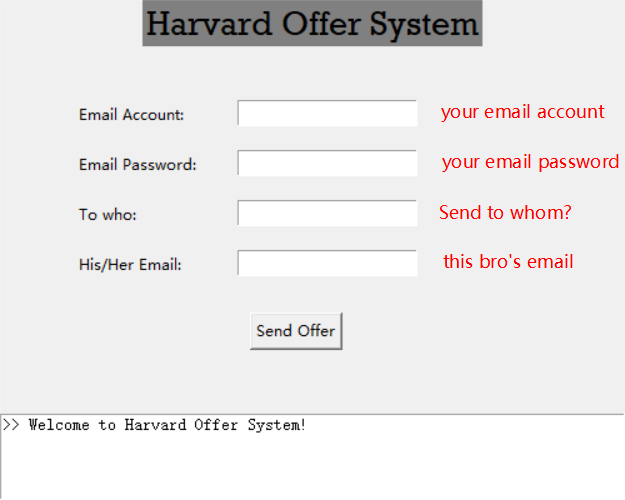 Harvard Offer System
Email Account: your email account
Email Password: your email password
To who: Send to whom?
His/Her Email: this bro's email
Send Offer
>> Welcome to Harvard Offer System!